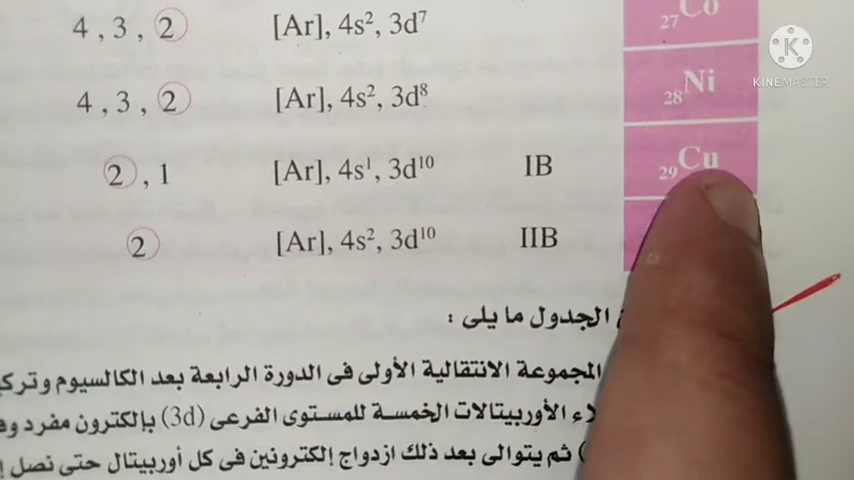 4 , 3 , 2 [Ar], 4s², 3d⁷ ₂₇Co
KINEMASTER
4 , 3 , 2 [Ar], 4s², 3d⁸ ₂₈Ni
2 , 1 [Ar], 4s¹, 3d¹⁰ IB ₂₉Cu
2 [Ar], 4s², 3d¹⁰ IIB
الجدول ما يلى :
المجموعة الانتقالية الأولى فى الدورة الرابعة بعد الكالسيوم
الأوربيتالات الخمسة للمستوى الفرعى (3d) بإلكترون مفرد
ثم يتوالى بعد ذلك ازدواج إلكترونين فى كل أوربيتال حتى نصل